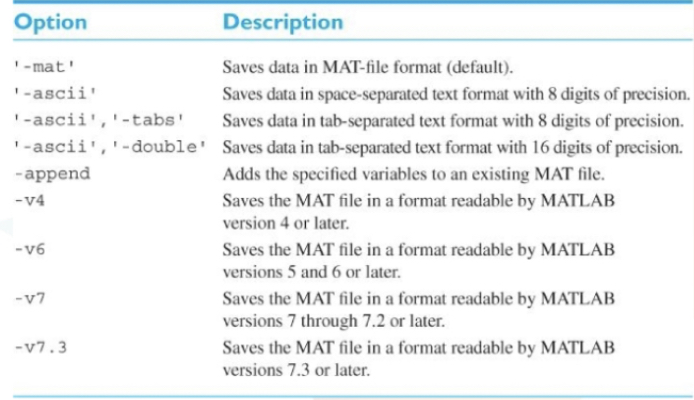 Option Description
'-mat' Saves data in MAT-file format (default).
'-ascii' Saves data in space-separated text format with 8 digits of precision.
'-ascii','-tabs' Saves data in tab-separated text format with 8 digits of precision.
'-ascii','-double' Saves data in tab-separated text format with 16 digits of precision.
-append Adds the specified variables to an existing MAT file.
-v4 Saves the MAT file in a format readable by MATLAB
version 4 or later.
-v6 Saves the MAT file in a format readable by MATLAB
versions 5 and 6 or later.
-v7 Saves the MAT file in a format readable by MATLAB
versions 7 through 7.2 or later.
-v7.3 Saves the MAT file in a format readable by MATLAB
versions 7.3 or later.